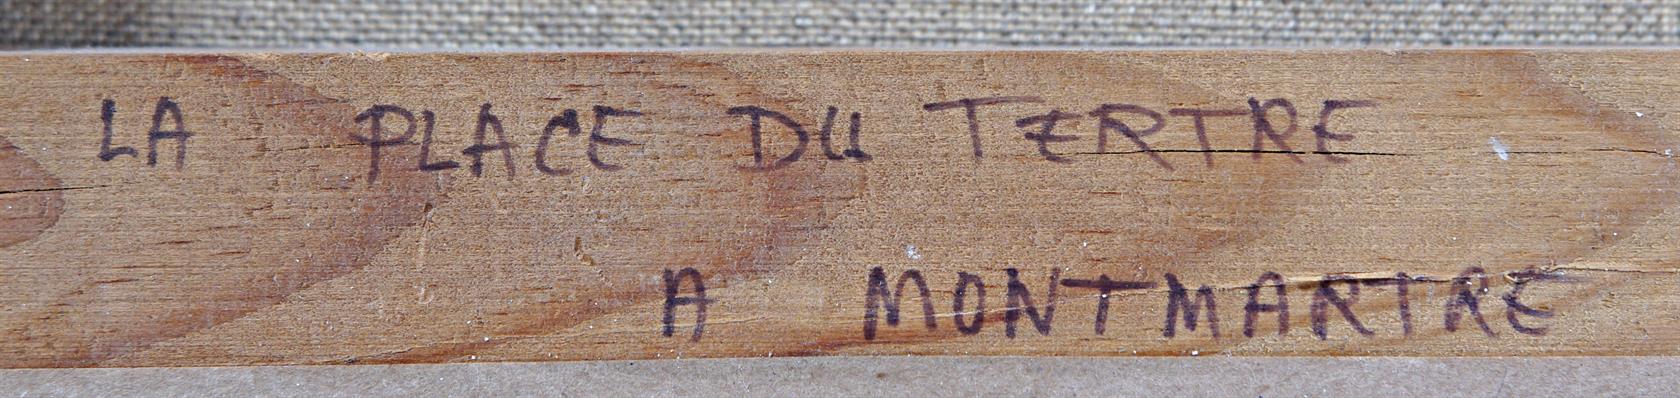 LA PLACE DU TERTRE
A MONTMARTRE